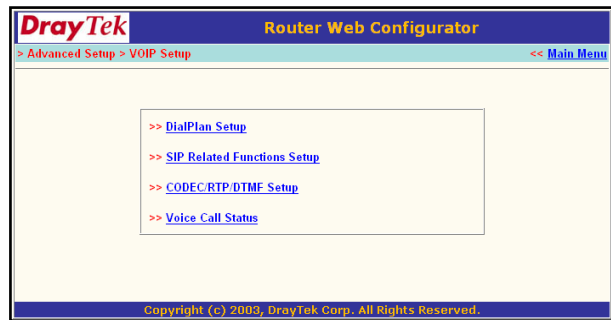 DrayTek Router Web Configurator
> Advanced Setup > VOIP Setup << Main Menu
>> DialPlan Setup
>> SIP Related Functions Setup
>> CODEC/RTP/DTMF Setup
>> Voice Call Status
Copyright (c) 2003, DrayTek Corp. All Rights Reserved.